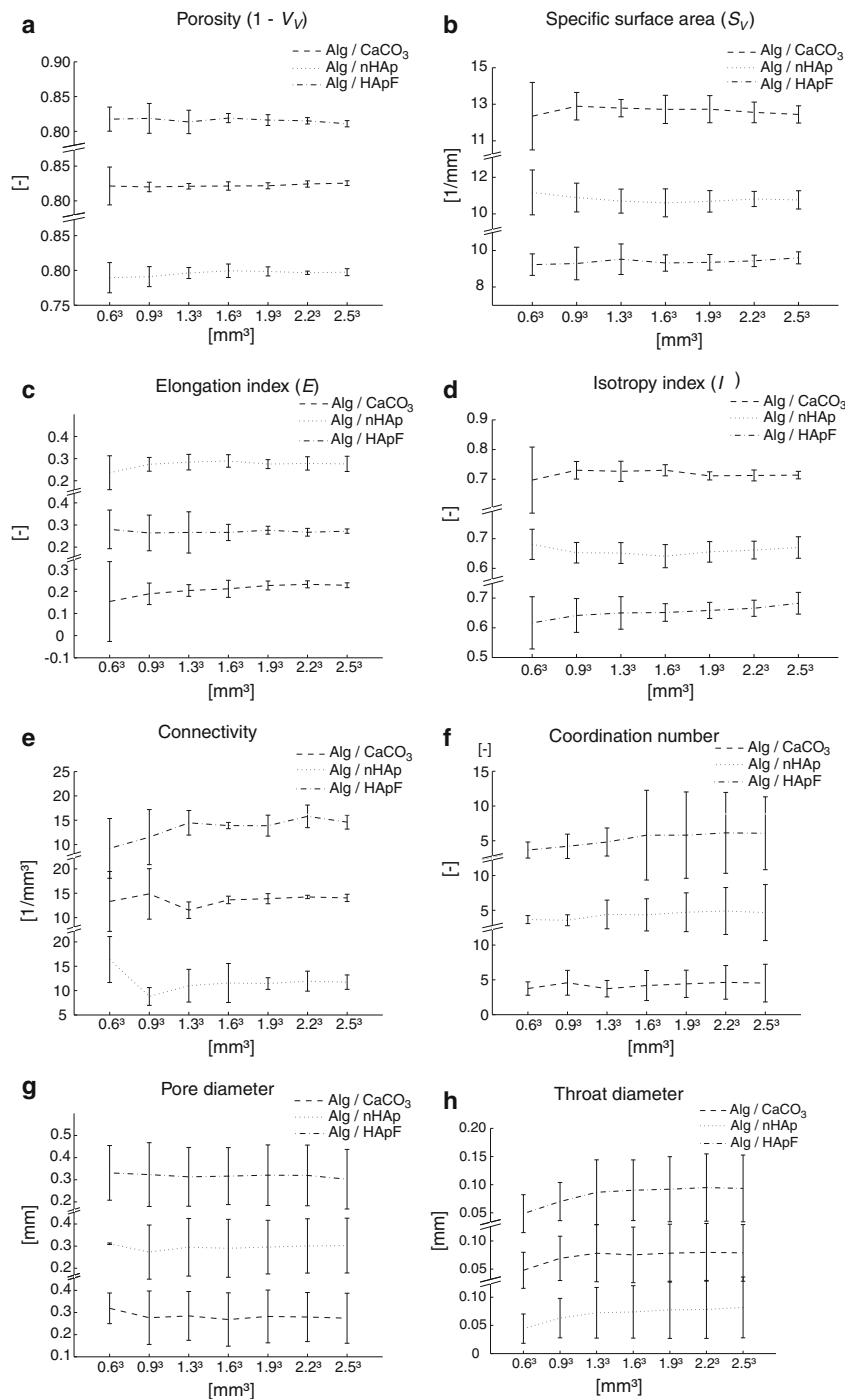 a
Porosity (1 - V_V)
Alg / CaCO₃
Alg / nHAp
Alg / HApF
0.90
0.85
0.80
0.85
0.80
0.80
0.75
[-]
0.6³ 0.9³ 1.3³ 1.6³ 1.9³ 2.2³ 2.5³
[mm³]
b
Specific surface area (S_V)
Alg / CaCO₃
Alg / nHAp
Alg / HApF
15
13
11
12
10
10
8
[1/mm]
0.6³ 0.9³ 1.3³ 1.6³ 1.9³ 2.2³ 2.5³
[mm³]
c
Elongation index (E)
Alg / CaCO₃
Alg / nHAp
Alg / HApF
0.4
0.3
0.2
0.4
0.3
0.2
0.4
0.3
0.2
0
-0.1
[-]
0.6³ 0.9³ 1.3³ 1.6³ 1.9³ 2.2³ 2.5³
[mm³]
d
Isotropy index (I )
Alg / CaCO₃
Alg / nHAp
Alg / HApF
0.9
0.8
0.7
0.7
0.6
0.7
0.6
0.5
[-]
0.6³ 0.9³ 1.3³ 1.6³ 1.9³ 2.2³ 2.5³
[mm³]
e
Connectivity
Alg / CaCO₃
Alg / nHAp
Alg / HApF
25
20
15
10
20
15
10
20
15
10
5
[1/mm³]
0.6³ 0.9³ 1.3³ 1.6³ 1.9³ 2.2³ 2.5³
[mm³]
f
Coordination number
[-]
Alg / CaCO₃
Alg / nHAp
Alg / HApF
15
10
5
10
5
10
5
0
[-]
0.6³ 0.9³ 1.3³ 1.6³ 1.9³ 2.2³ 2.5³
[mm³]
g
Pore diameter
Alg / CaCO₃
Alg / nHAp
Alg / HApF
0.5
0.4
0.3
0.2
0.4
0.3
0.2
0.4
0.3
0.2
0.1
[mm]
0.6³ 0.9³ 1.3³ 1.6³ 1.9³ 2.2³ 2.5³
[mm³]
h
Throat diameter
Alg / CaCO₃
Alg / nHAp
Alg / HApF
0.20
0.15
0.10
0.05
0.10
0.05
0.10
0.05
0
[mm]
0.6³ 0.9³ 1.3³ 1.6³ 1.9³ 2.2³ 2.5³
[mm³]